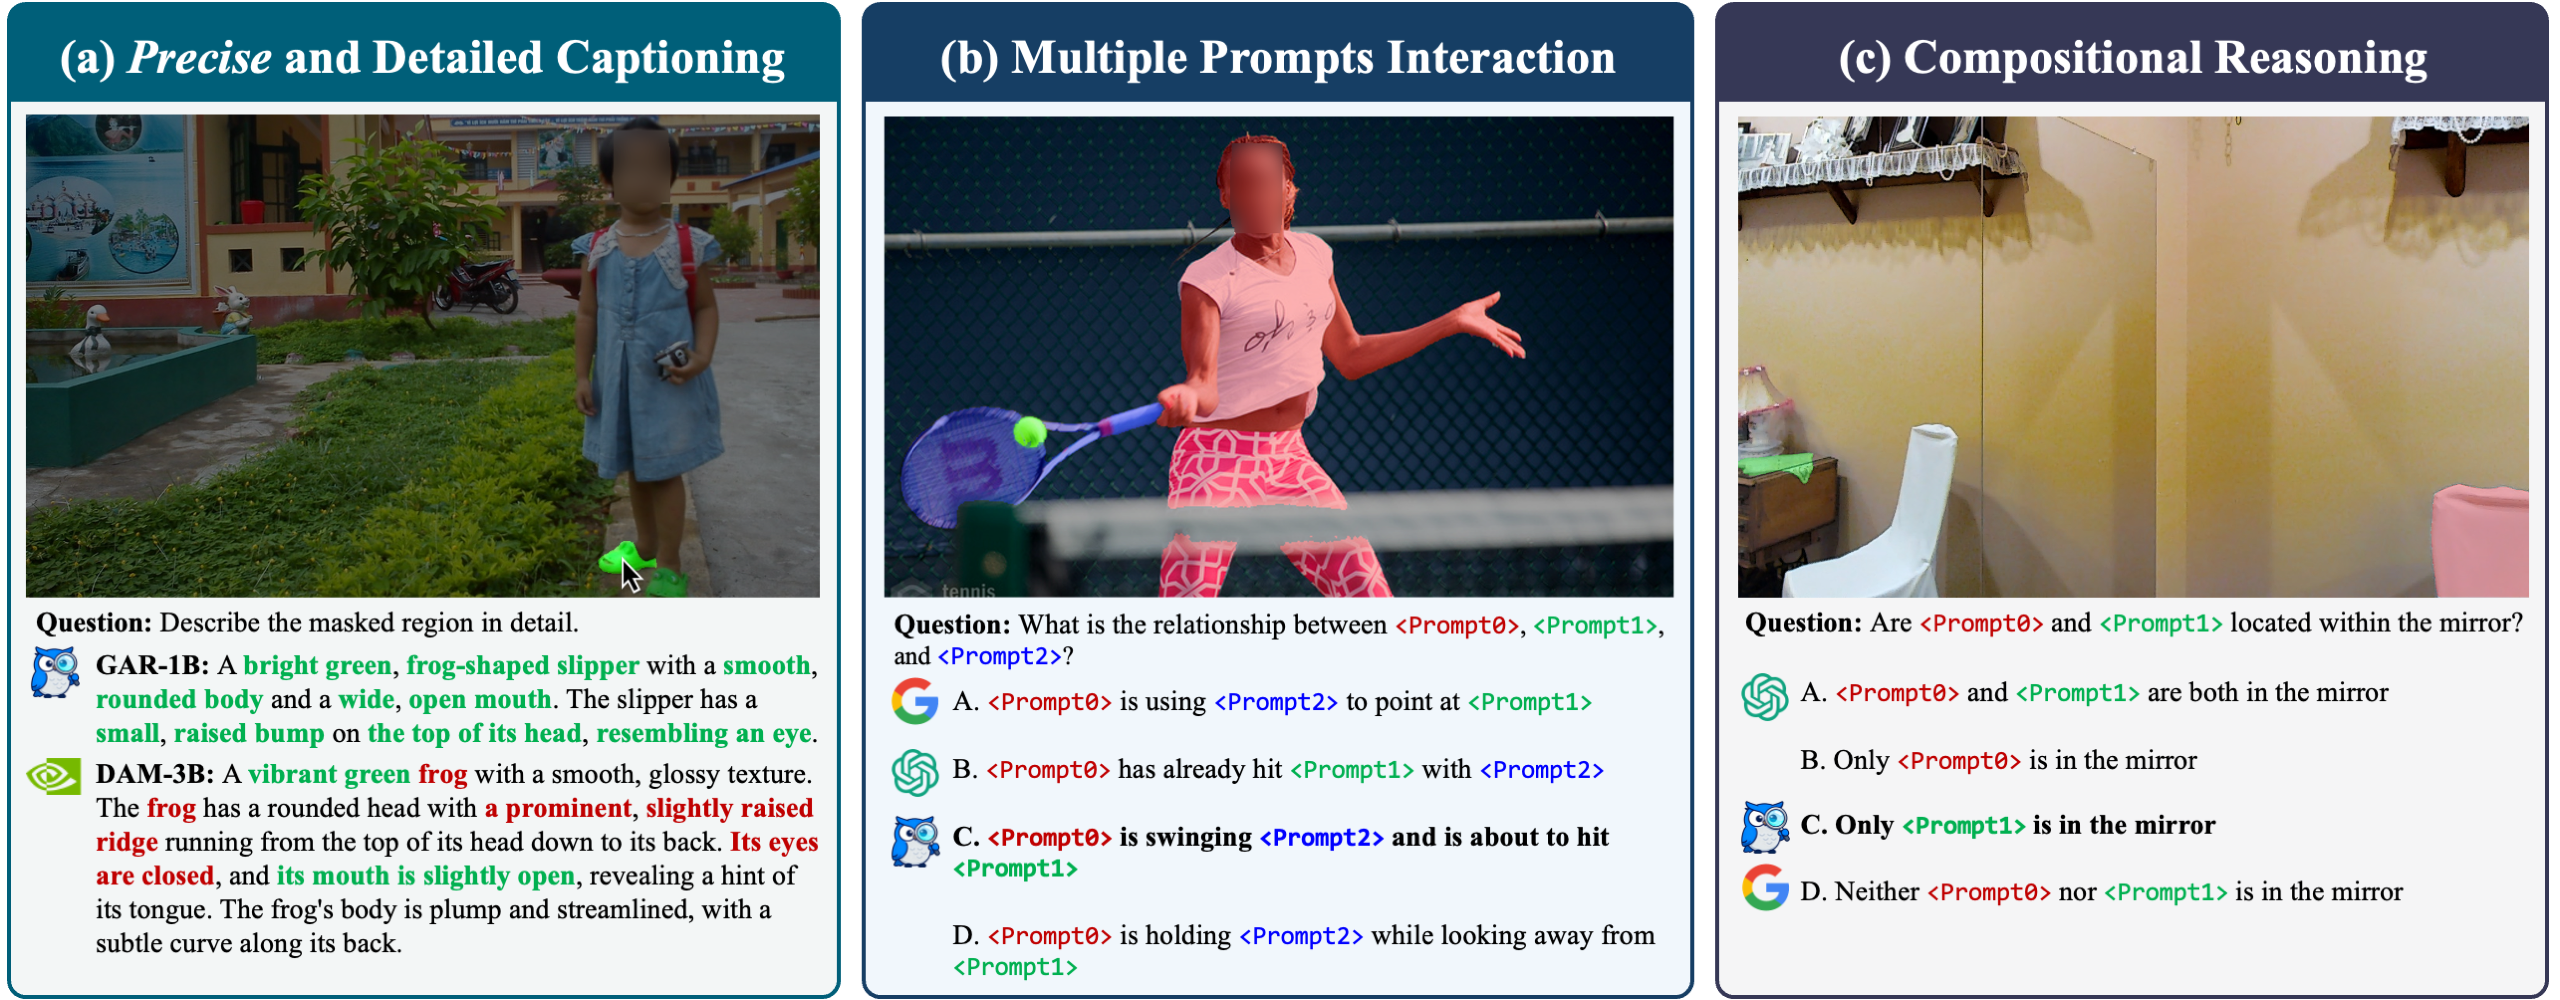 (a) Precise and Detailed Captioning
Question: Describe the masked region in detail.
GAR-1B: A bright green, frog-shaped slipper with a smooth,
rounded body and a wide, open mouth. The slipper has a
small, raised bump on the top of its head, resembling an eye.
DAM-3B: A vibrant green frog with a smooth, glossy texture.
The frog has a rounded head with a prominent, slightly raised
ridge running from the top of its head down to its back. Its eyes
are closed, and its mouth is slightly open, revealing a hint of
its tongue. The frog's body is plump and streamlined, with a
subtle curve along its back.
(b) Multiple Prompts Interaction
tennis
Question: What is the relationship between <Prompt0>, <Prompt1>,
and <Prompt2>?
A. <Prompt0> is using <Prompt2> to point at <Prompt1>
B. <Prompt0> has already hit <Prompt1> with <Prompt2>
C. <Prompt0> is swinging <Prompt2> and is about to hit
<Prompt1>
D. <Prompt0> is holding <Prompt2> while looking away from
<Prompt1>
(c) Compositional Reasoning
Question: Are <Prompt0> and <Prompt1> located within the mirror?
A. <Prompt0> and <Prompt1> are both in the mirror
B. Only <Prompt0> is in the mirror
C. Only <Prompt1> is in the mirror
D. Neither <Prompt0> nor <Prompt1> is in the mirror